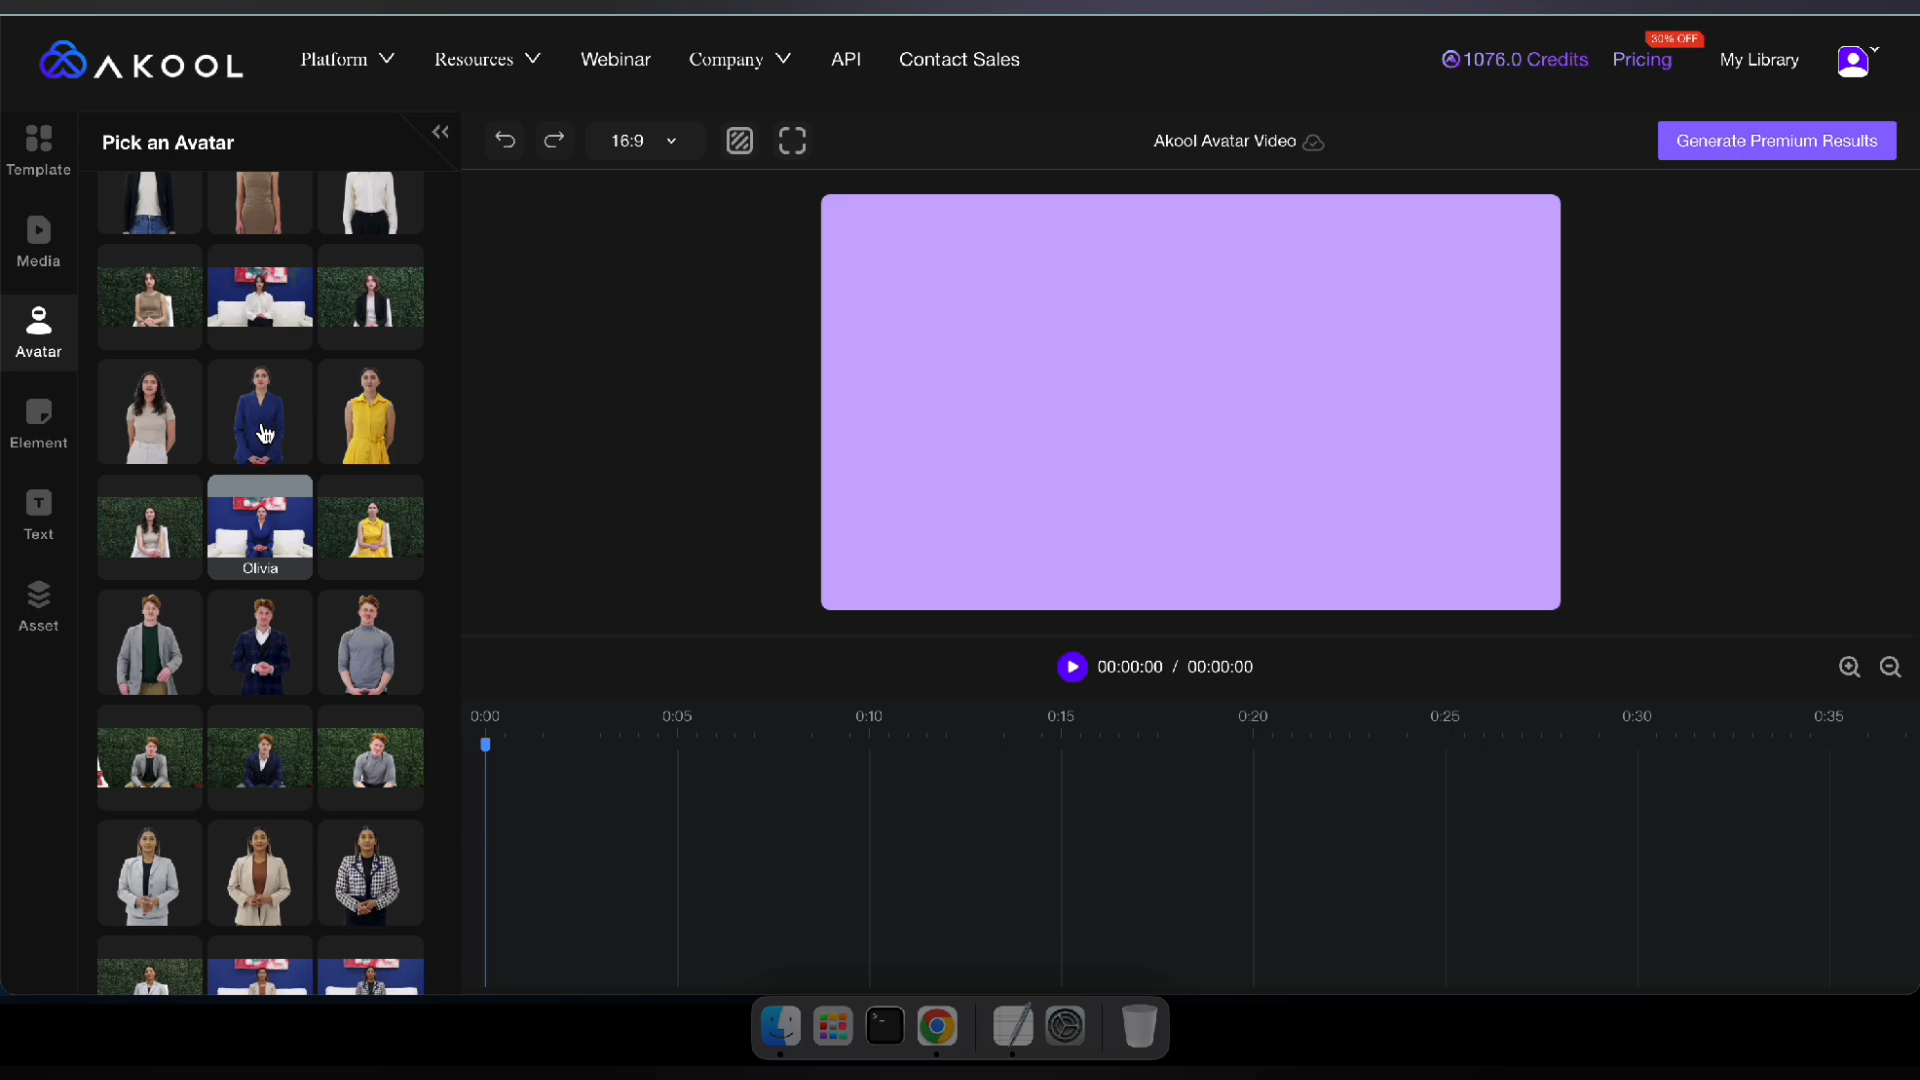 AKOOL
Platform
Resources
Webinar
Company
API
Contact Sales
1076.0 Credits
Pricing
30% OFF
My Library
Template
Media
Avatar
Element
Text
Asset
Pick an Avatar
Olivia
16:9
Akool Avatar Video
Generate Premium Results
00:00:00 / 00:00:00
0:00 0:05 0:10 0:15 0:20 0:25 0:30 0:35